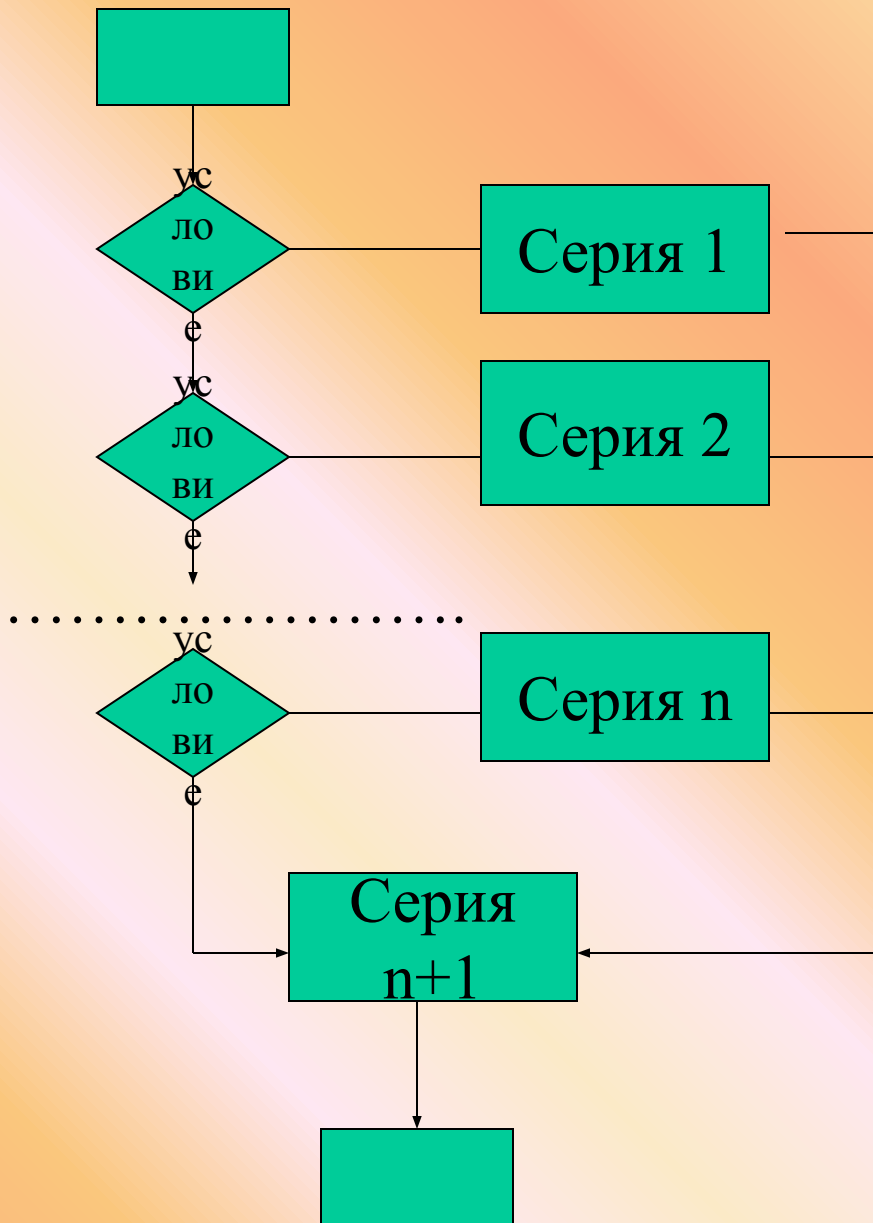 ус
ло
ви
е
Серия 1
ус
ло
ви
е
Серия 2
. . . . . . . . . . . . . . . . . . . . . .
ус
ло
ви
е
Серия n
Серия
n+1